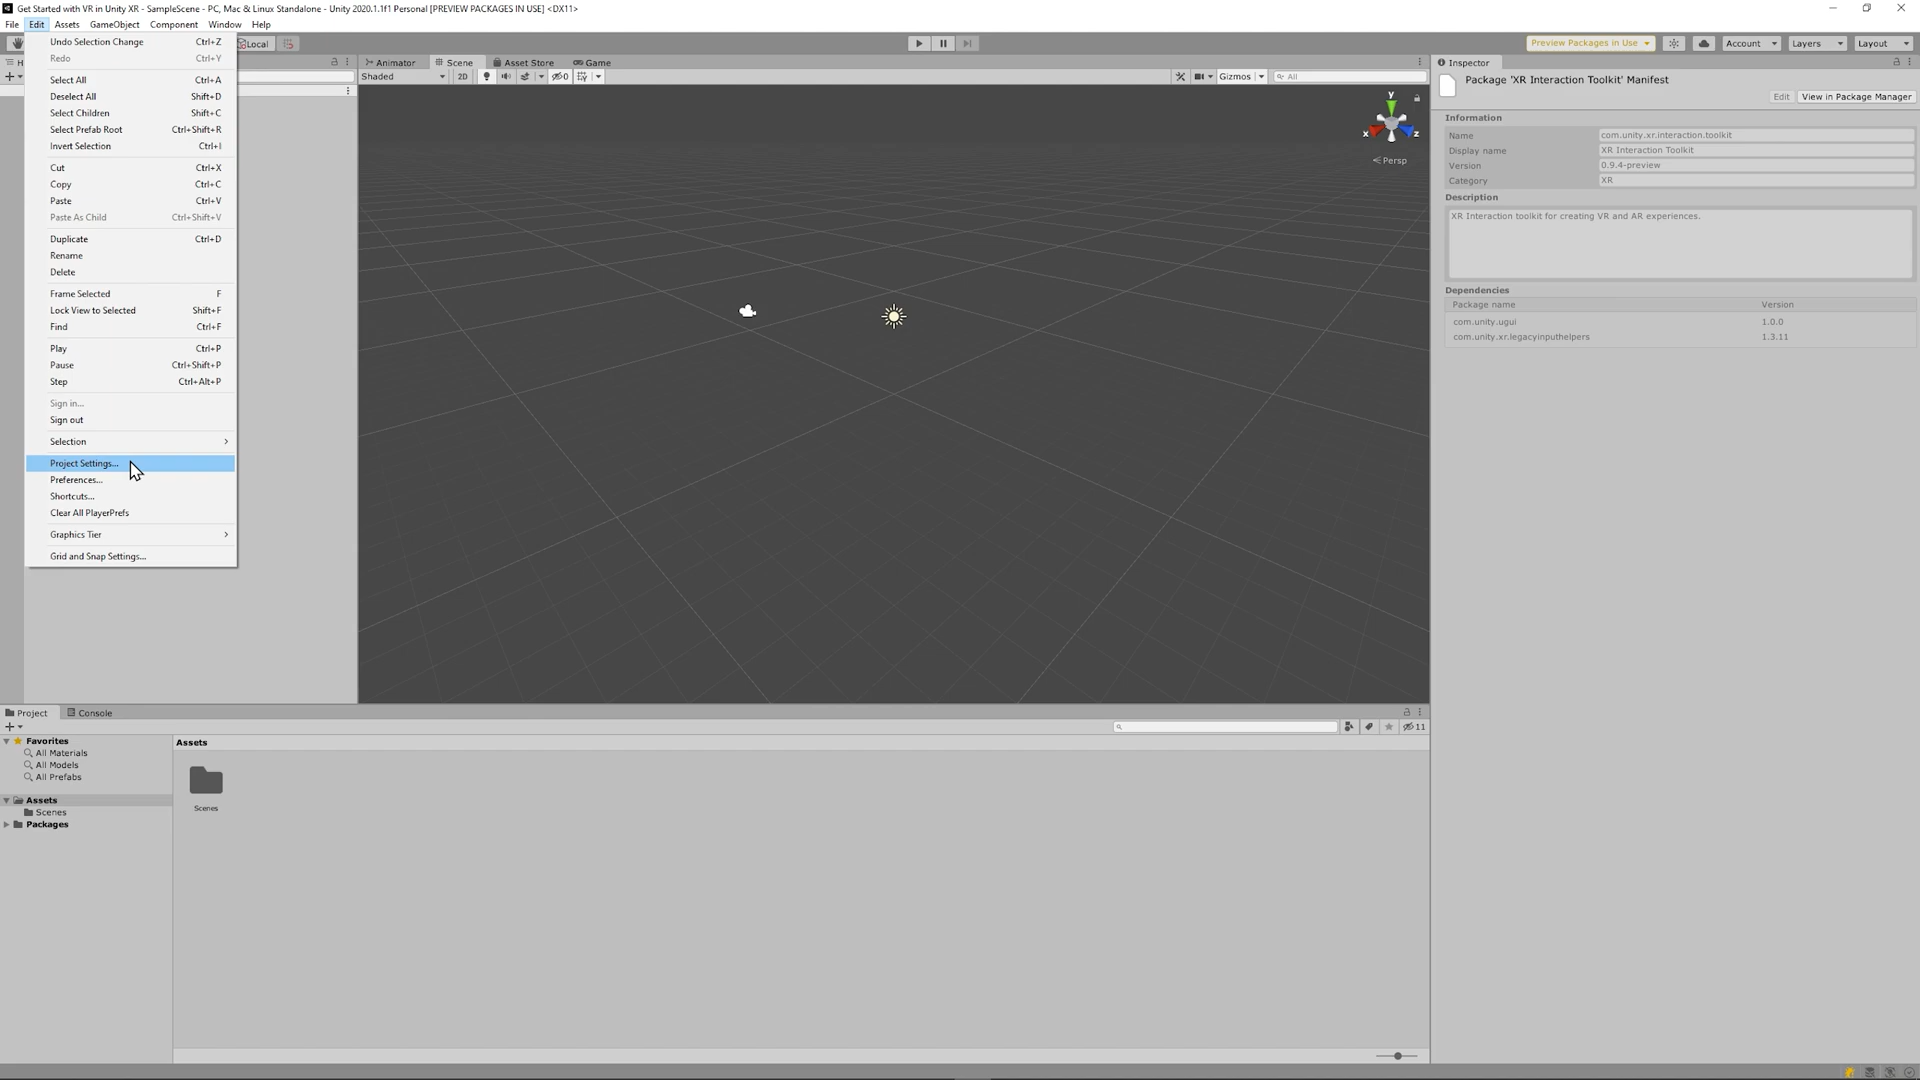 Get Started with VR in Unity XR - SampleScene - PC, Mac & Linux Standalone - Unity 2020.1.1f1 Personal [PREVIEW PACKAGES IN USE] <DX11>
File Edit Assets GameObject Component Window Help
Local
Preview Packages in Use
Account
Layers
Layout
Undo Selection Change Ctrl+Z
Redo Ctrl+Y
Select All Ctrl+A
Deselect All Shift+D
Select Children Shift+C
Select Prefab Root Ctrl+Shift+R
Invert Selection Ctrl+I
Cut Ctrl+X
Copy Ctrl+C
Paste Ctrl+V
Paste As Child Ctrl+Shift+V
Duplicate Ctrl+D
Rename
Delete
Frame Selected F
Lock View to Selected Shift+F
Find Ctrl+F
Play Ctrl+P
Pause Ctrl+Shift+P
Step Ctrl+Alt+P
Sign in...
Sign out
Selection
Project Settings...
Preferences...
Shortcuts...
Clear All PlayerPrefs
Graphics Tier
Grid and Snap Settings...
Animator Scene Asset Store Game
Shaded 2D 0 Gizmos All
y
x z
Persp
Inspector
Package 'XR Interaction Toolkit' Manifest
Edit View in Package Manager
Information
Name com.unity.xr.interaction.toolkit
Display name XR Interaction Toolkit
Version 0.9.4-preview
Category XR
Description
XR Interaction toolkit for creating VR and AR experiences.
Dependencies
Package name Version
com.unity.ugui 1.0.0
com.unity.xr.legacyinputhelpers 1.3.11
Project Console
11
Favorites
All Materials
All Models
All Prefabs
Assets
Scenes
Packages
Assets
Scenes